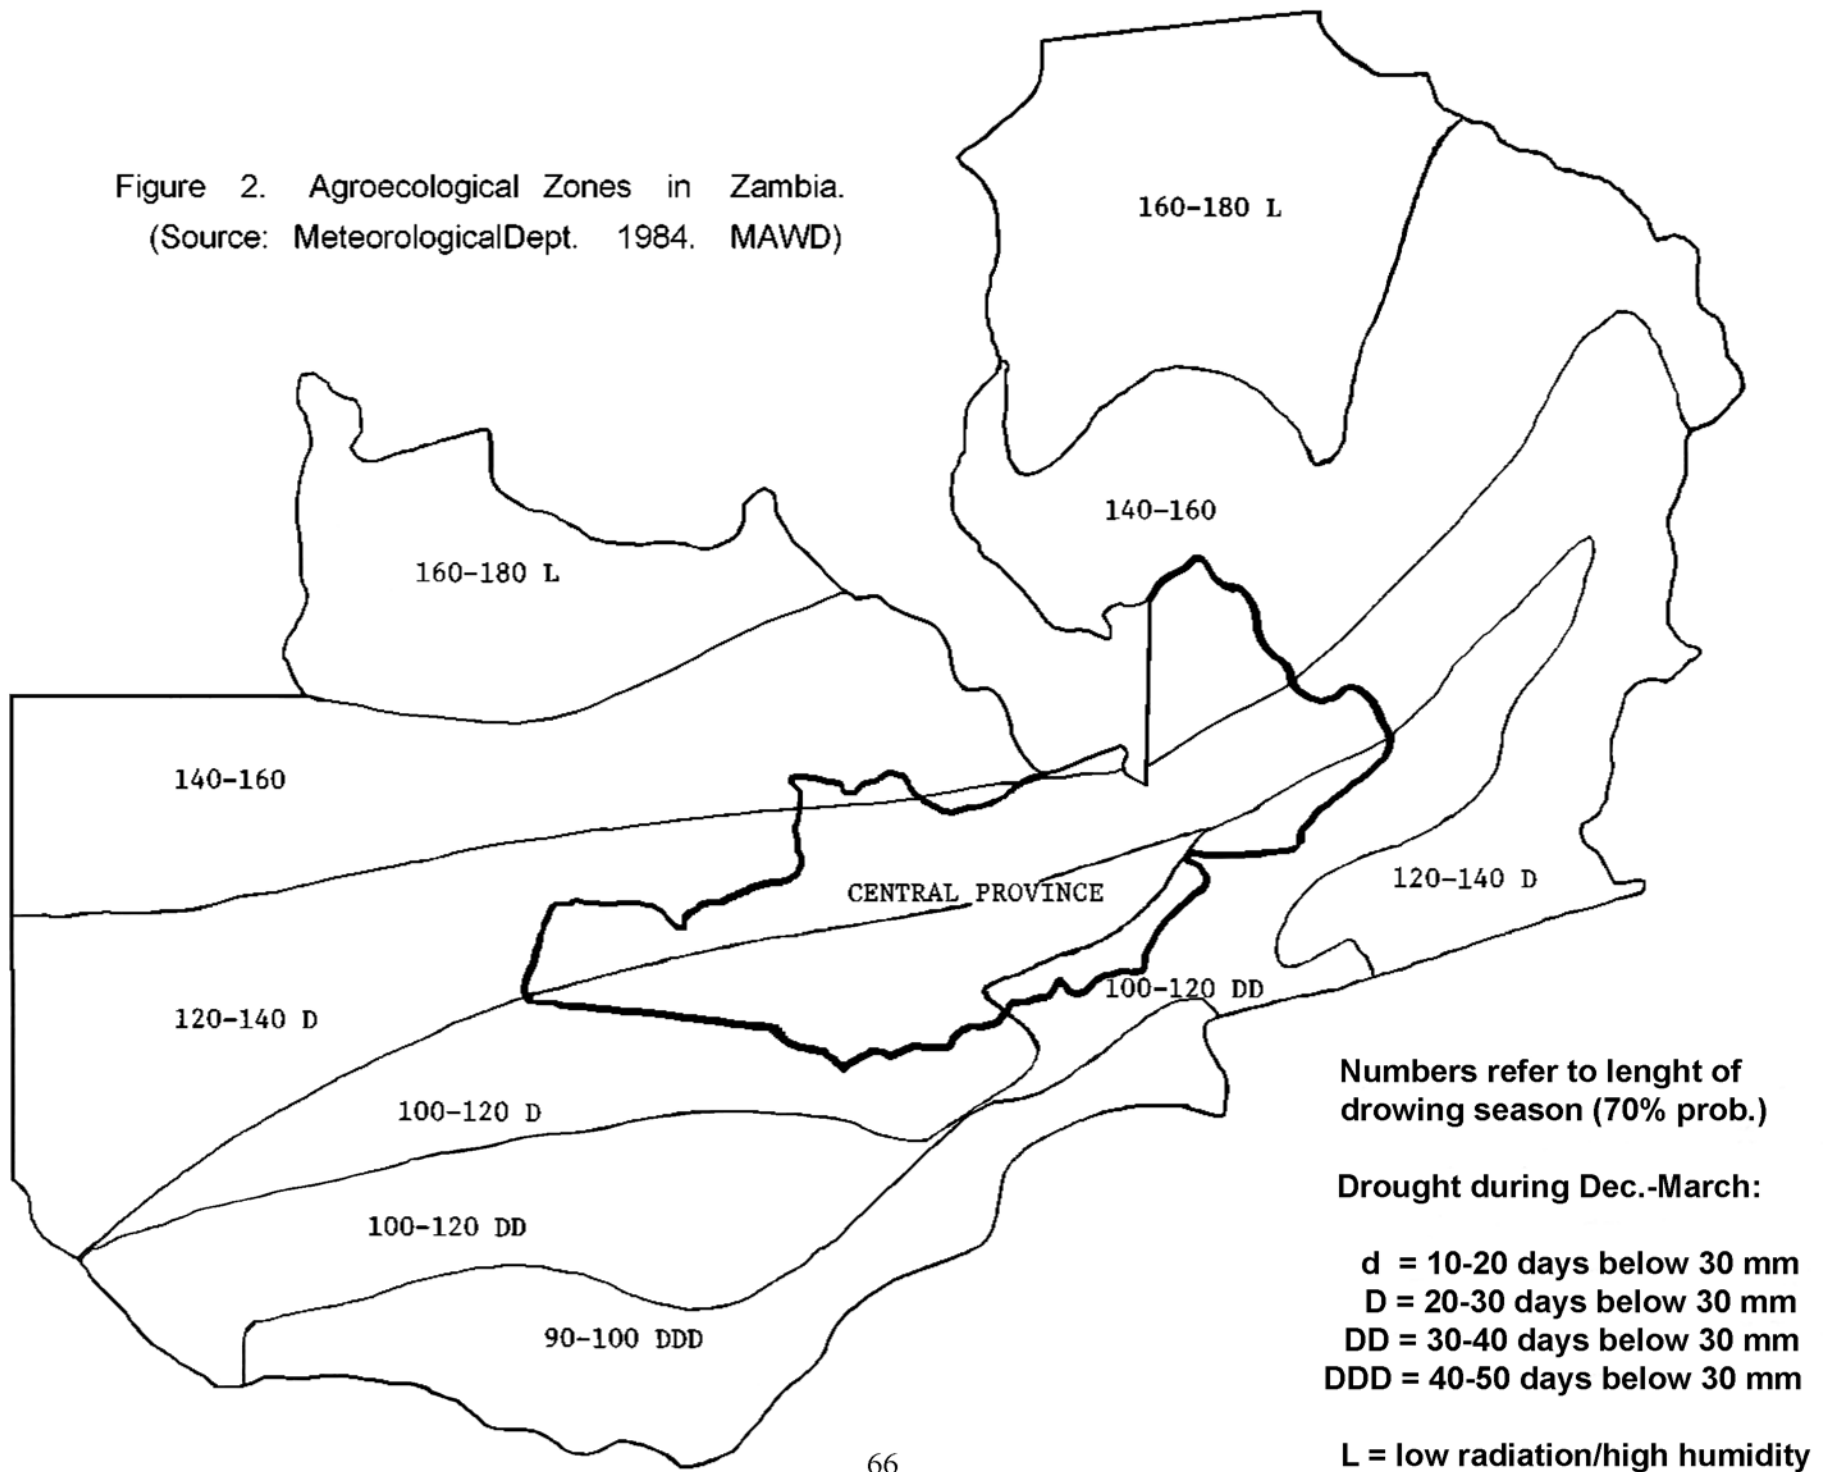 Figure 2. Agroecological Zones in Zambia.
(Source: MeteorologicalDept. 1984. MAWD)
160-180 L
140-160
160-180 L
140-160
CENTRAL PROVINCE
120-140 D
100-120 DD
120-140 D
100-120 D
100-120 DD
90-100 DDD
Numbers refer to lenght of
drowing season (70% prob.)
Drought during Dec.-March:
d = 10-20 days below 30 mm
D = 20-30 days below 30 mm
DD = 30-40 days below 30 mm
DDD = 40-50 days below 30 mm
L = low radiation/high humidity
66